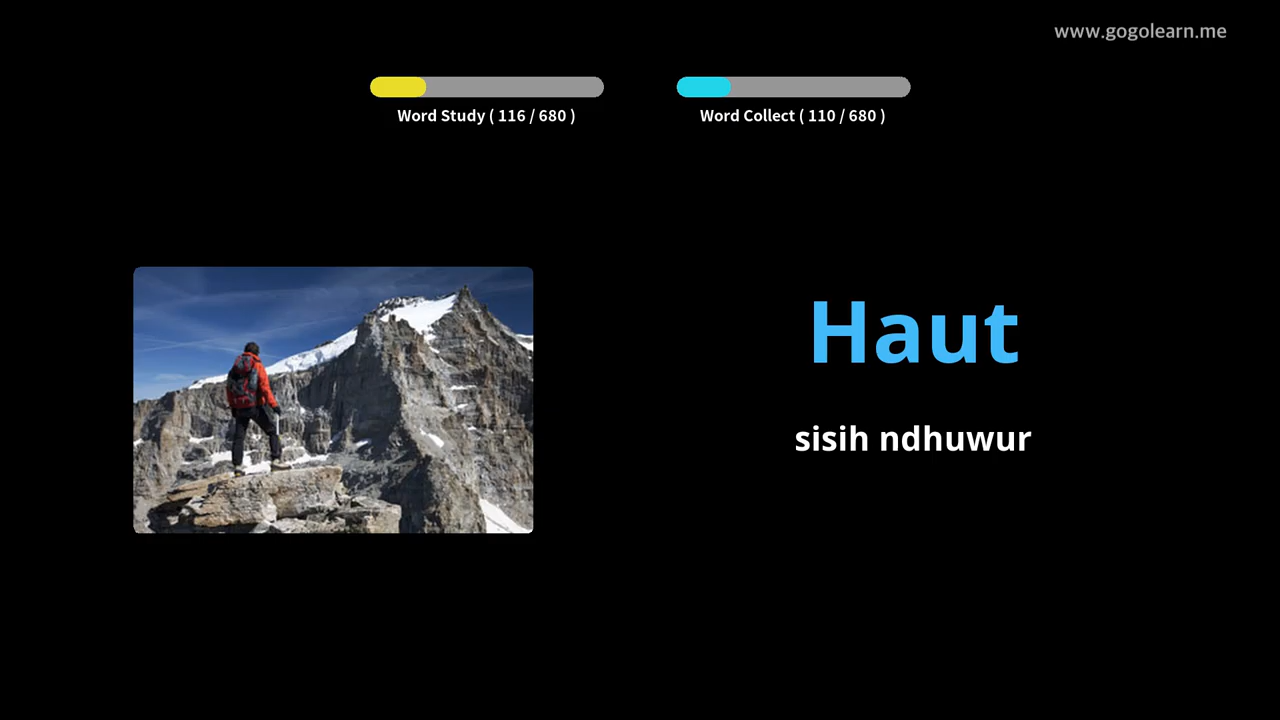 www.gogolearn.me
Word Study ( 116 / 680 )
Word Collect ( 110 / 680 )
Haut
sisih ndhuwur